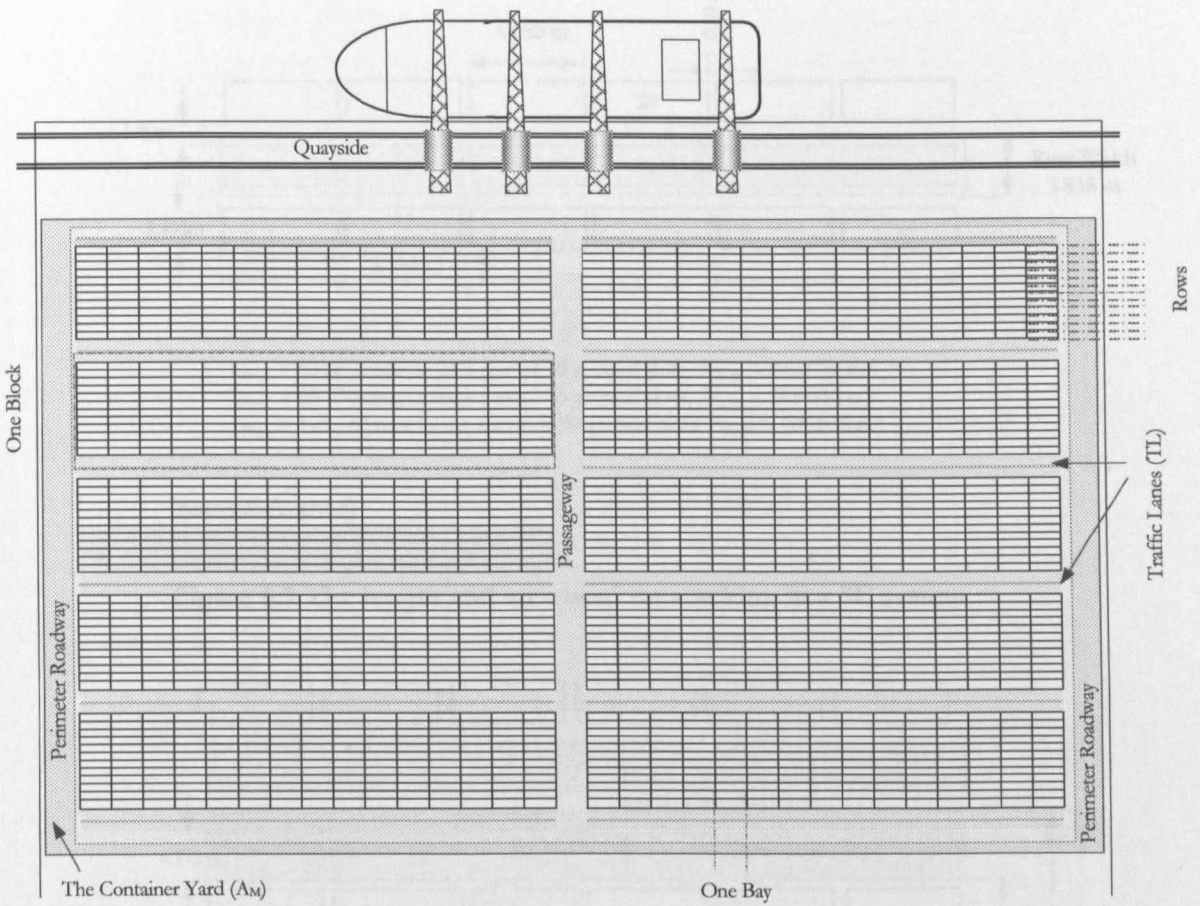 Quayside
Rows
One Block
Traffic Lanes (TL)
Passageway
Perimeter Roadway
Perimeter Roadway
The Container Yard (AM)
One Bay